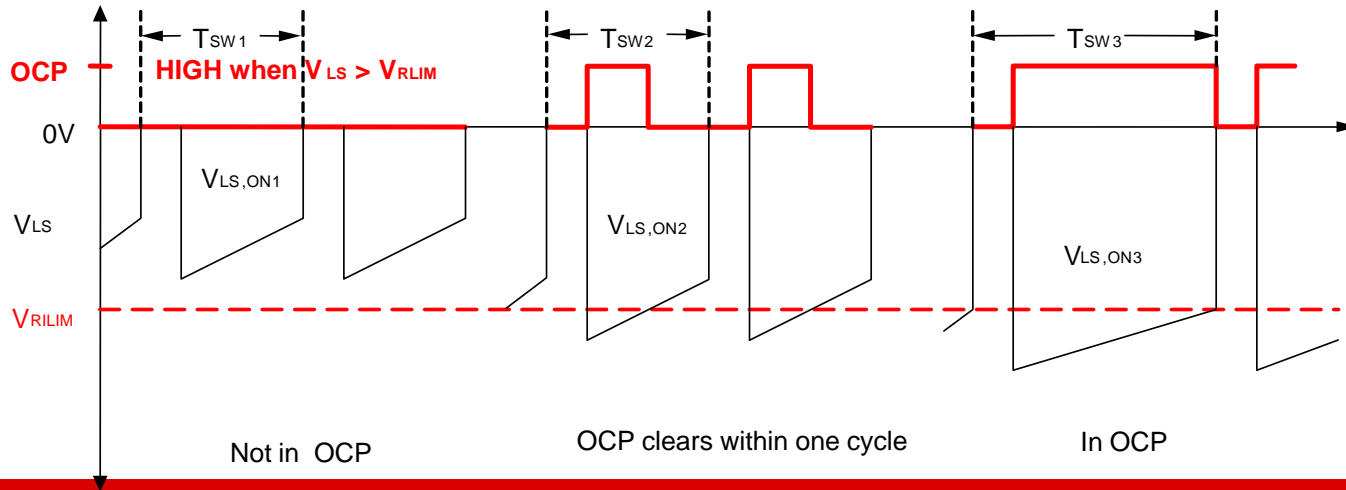 TSW1
TSW2
TSW3
OCP
HIGH when VLS > VRLIM
0V
VLS,ON1
VLS
VLS,ON2
VLS,ON3
VRILIM
Not in OCP
OCP clears within one cycle
In OCP